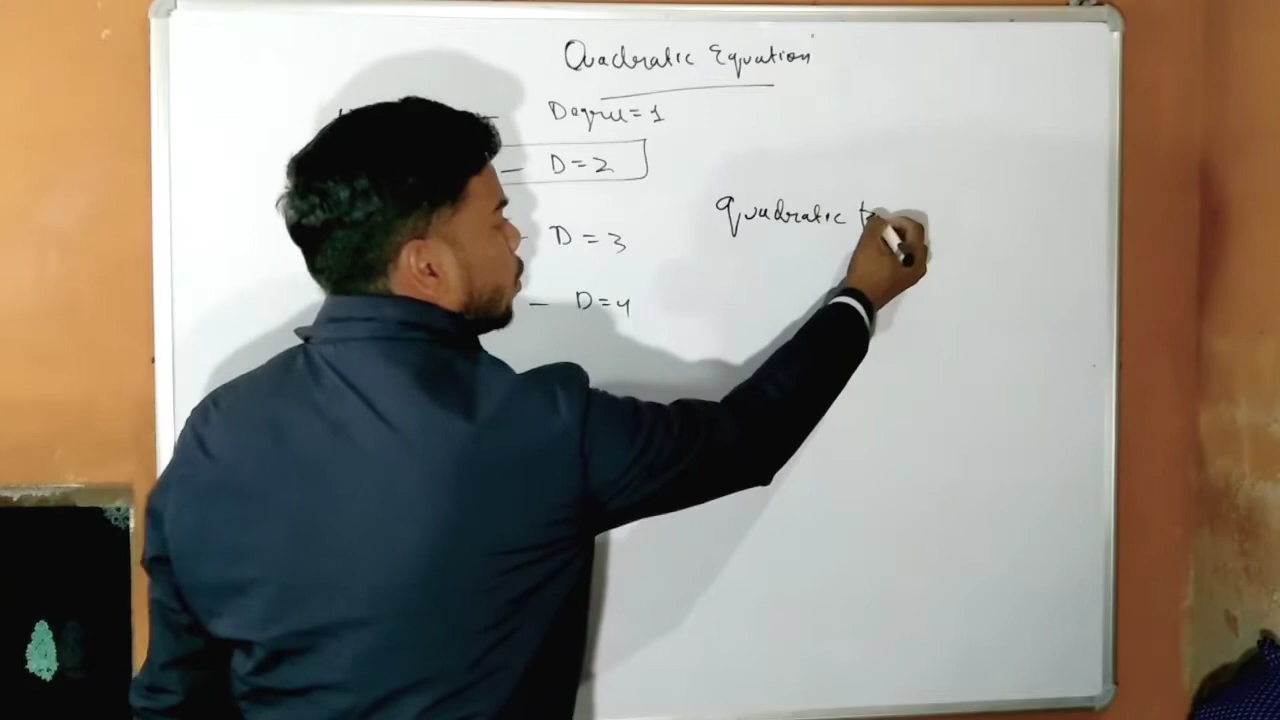 Quadratic Equation
— Degree = 1
— D = 2
- D = 3
— D = 4
quadratic